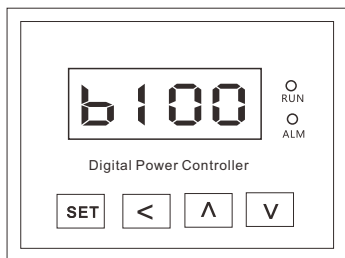 b100
RUN
ALM
Digital Power Controller
SET < Λ V